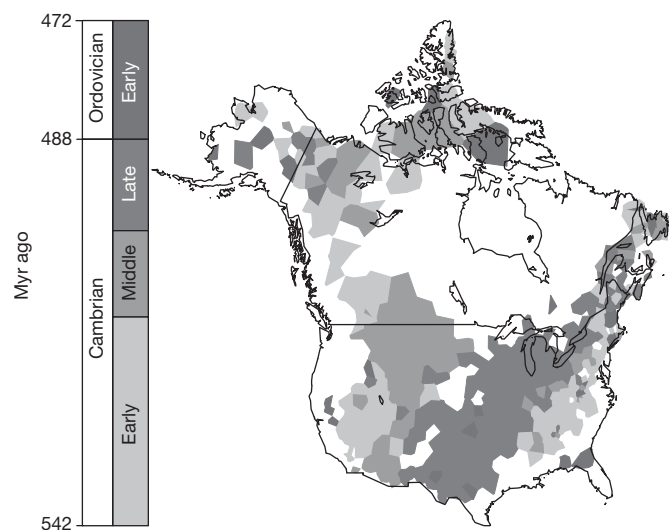 472
Ordovician
Early
488
Late
Myr ago
Middle
Cambrian
Early
542